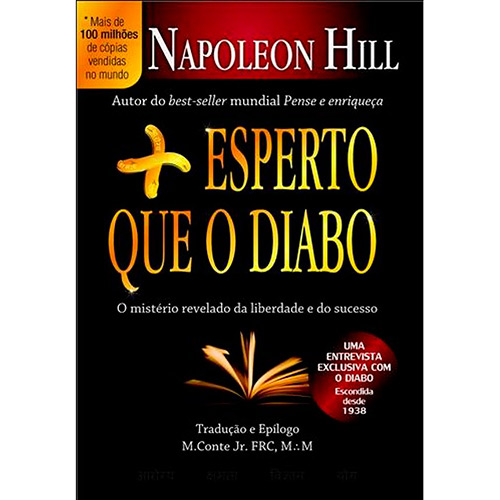 * Mais de
100 milhões
de cópias
vendidas
no mundo
NAPOLEON HILL
Autor do best-seller mundial Pense e enriqueça
+ ESPERTO
QUE O DIABO
O mistério revelado da liberdade e do sucesso
UMA
ENTREVISTA
EXCLUSIVA COM
O DIABO
Escondida
desde
1938
Tradução e Epílogo
M.Conte Jr. FRC, M∴M